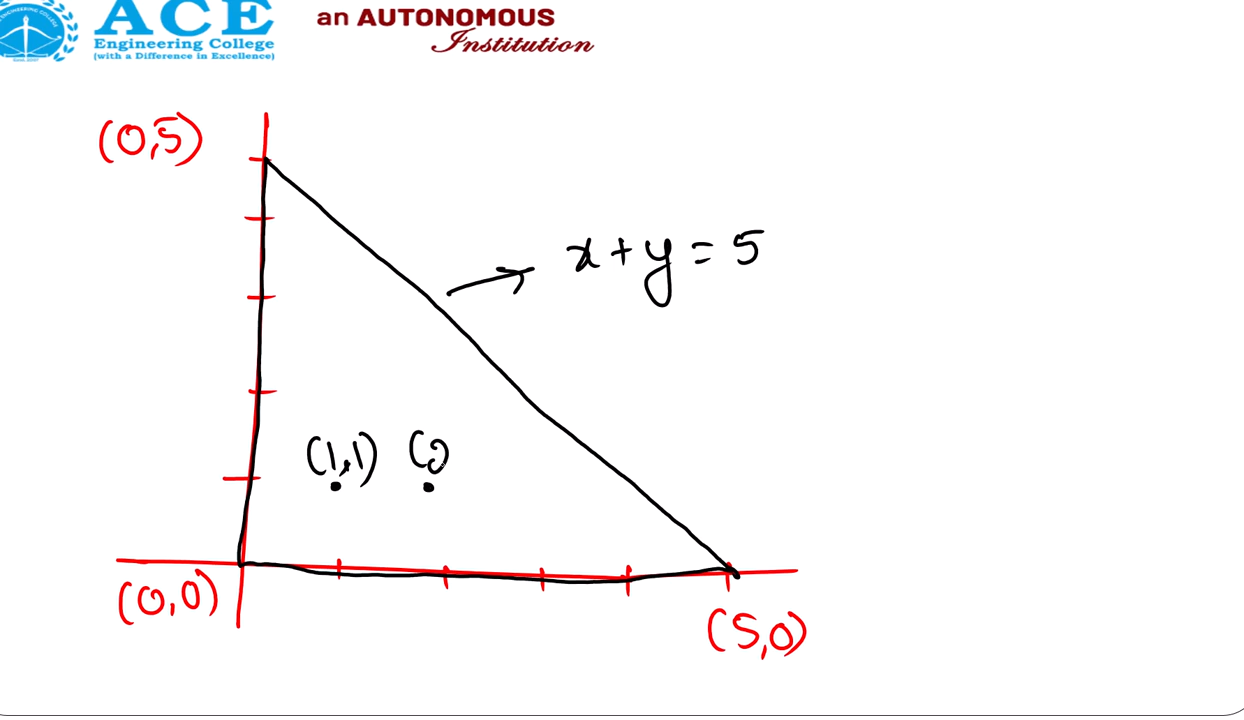 ACE
Engineering College
(with a Difference in Excellence)
an AUTONOMOUS
Institution
(0,5)
x+y=5
(1,1) (
(0,0)
(5,0)